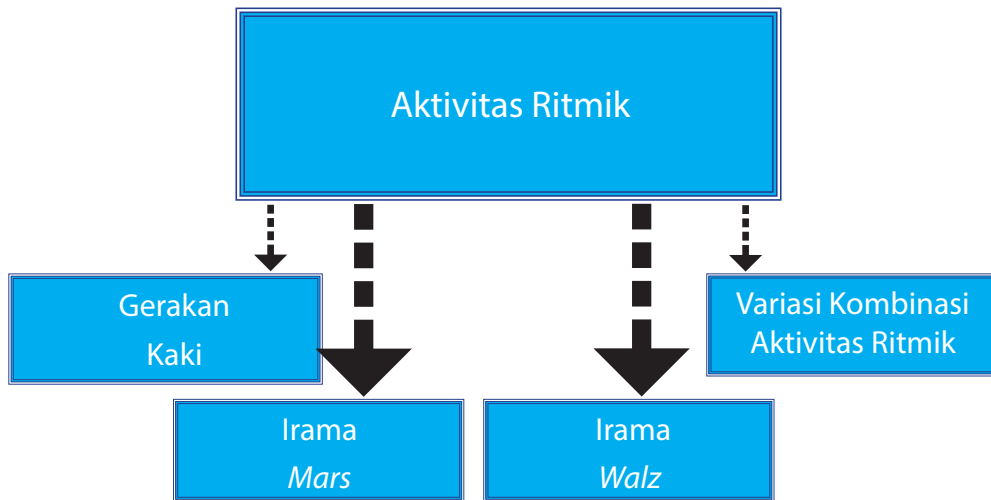 Aktivitas Ritmik
Gerakan
Kaki
Variasi Kombinasi
Aktivitas Ritmik
Irama
Mars
Irama
Walz